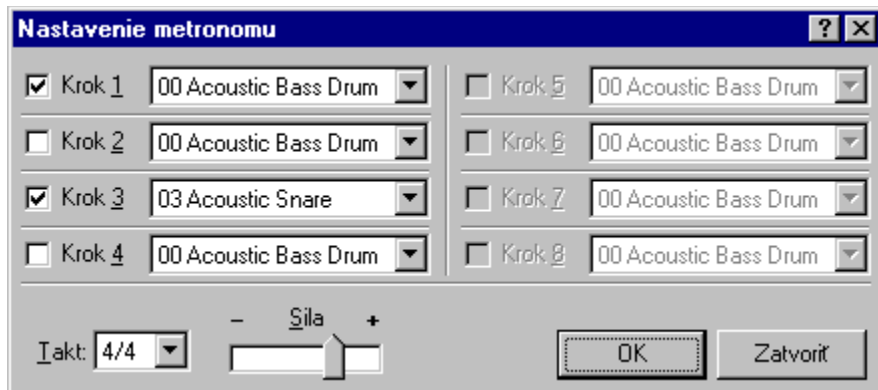 Nastavenie metronomu
Krok 1 00 Acoustic Bass Drum Krok 5 00 Acoustic Bass Drum
Krok 2 00 Acoustic Bass Drum Krok 6 00 Acoustic Bass Drum
Krok 3 03 Acoustic Snare Krok 7 00 Acoustic Bass Drum
Krok 4 00 Acoustic Bass Drum Krok 8 00 Acoustic Bass Drum
– Sila +
Takt: 4/4 OK Zatvoriť